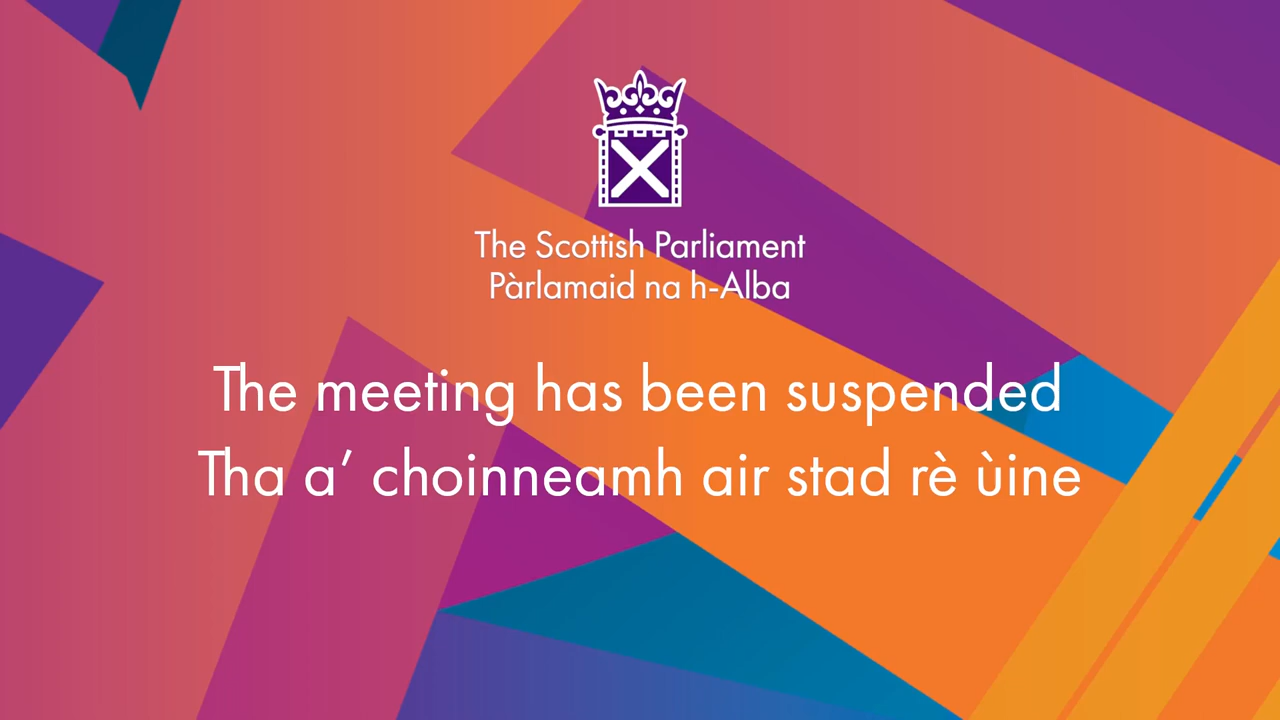 The Scottish Parliament
Pàrlamaid na h-Alba
The meeting has been suspended
Tha a’ choinneamh air stad rè ùine